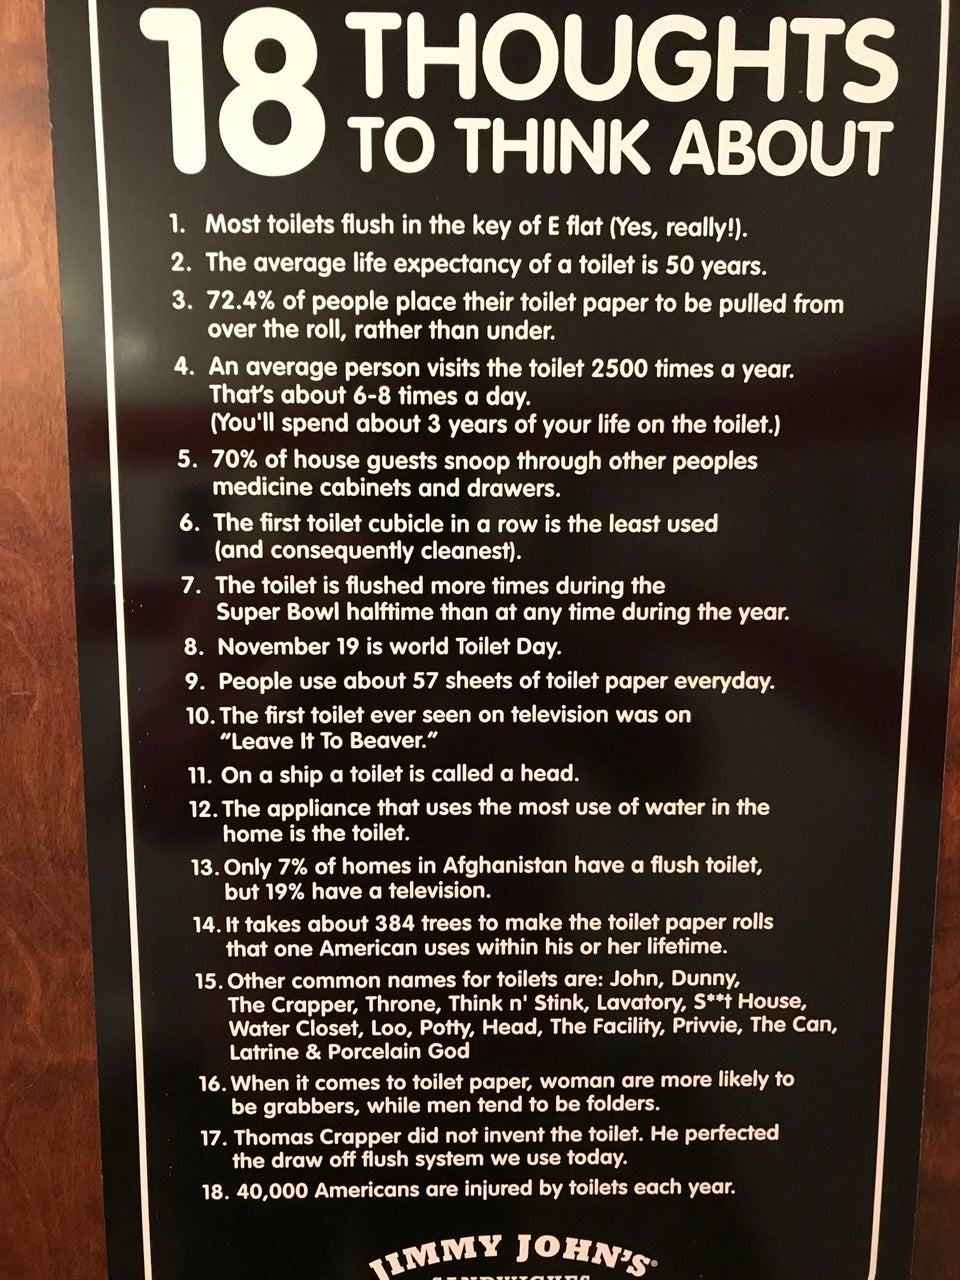 18 THOUGHTS
TO THINK ABOUT
1. Most toilets flush in the key of E flat (Yes, really!).
2. The average life expectancy of a toilet is 50 years.
3. 72.4% of people place their toilet paper to be pulled from
over the roll, rather than under.
4. An average person visits the toilet 2500 times a year.
That's about 6-8 times a day.
(You'll spend about 3 years of your life on the toilet.)
5. 70% of house guests snoop through other peoples
medicine cabinets and drawers.
6. The first toilet cubicle in a row is the least used
(and consequently cleanest).
7. The toilet is flushed more times during the
Super Bowl halftime than at any time during the year.
8. November 19 is world Toilet Day.
9. People use about 57 sheets of toilet paper everyday.
10. The first toilet ever seen on television was on
"Leave It To Beaver."
11. On a ship a toilet is called a head.
12. The appliance that uses the most use of water in the
home is the toilet.
13. Only 7% of homes in Afghanistan have a flush toilet,
but 19% have a television.
14. It takes about 384 trees to make the toilet paper rolls
that one American uses within his or her lifetime.
15. Other common names for toilets are: John, Dunny,
The Crapper, Throne, Think n' Stink, Lavatory, S**t House,
Water Closet, Loo, Potty, Head, The Facility, Privvie, The Can,
Latrine & Porcelain God
16. When it comes to toilet paper, woman are more likely to
be grabbers, while men tend to be folders.
17. Thomas Crapper did not invent the toilet. He perfected
the draw off flush system we use today.
18. 40,000 Americans are injured by toilets each year.
JIMMY JOHN'S®
SANDWICHES